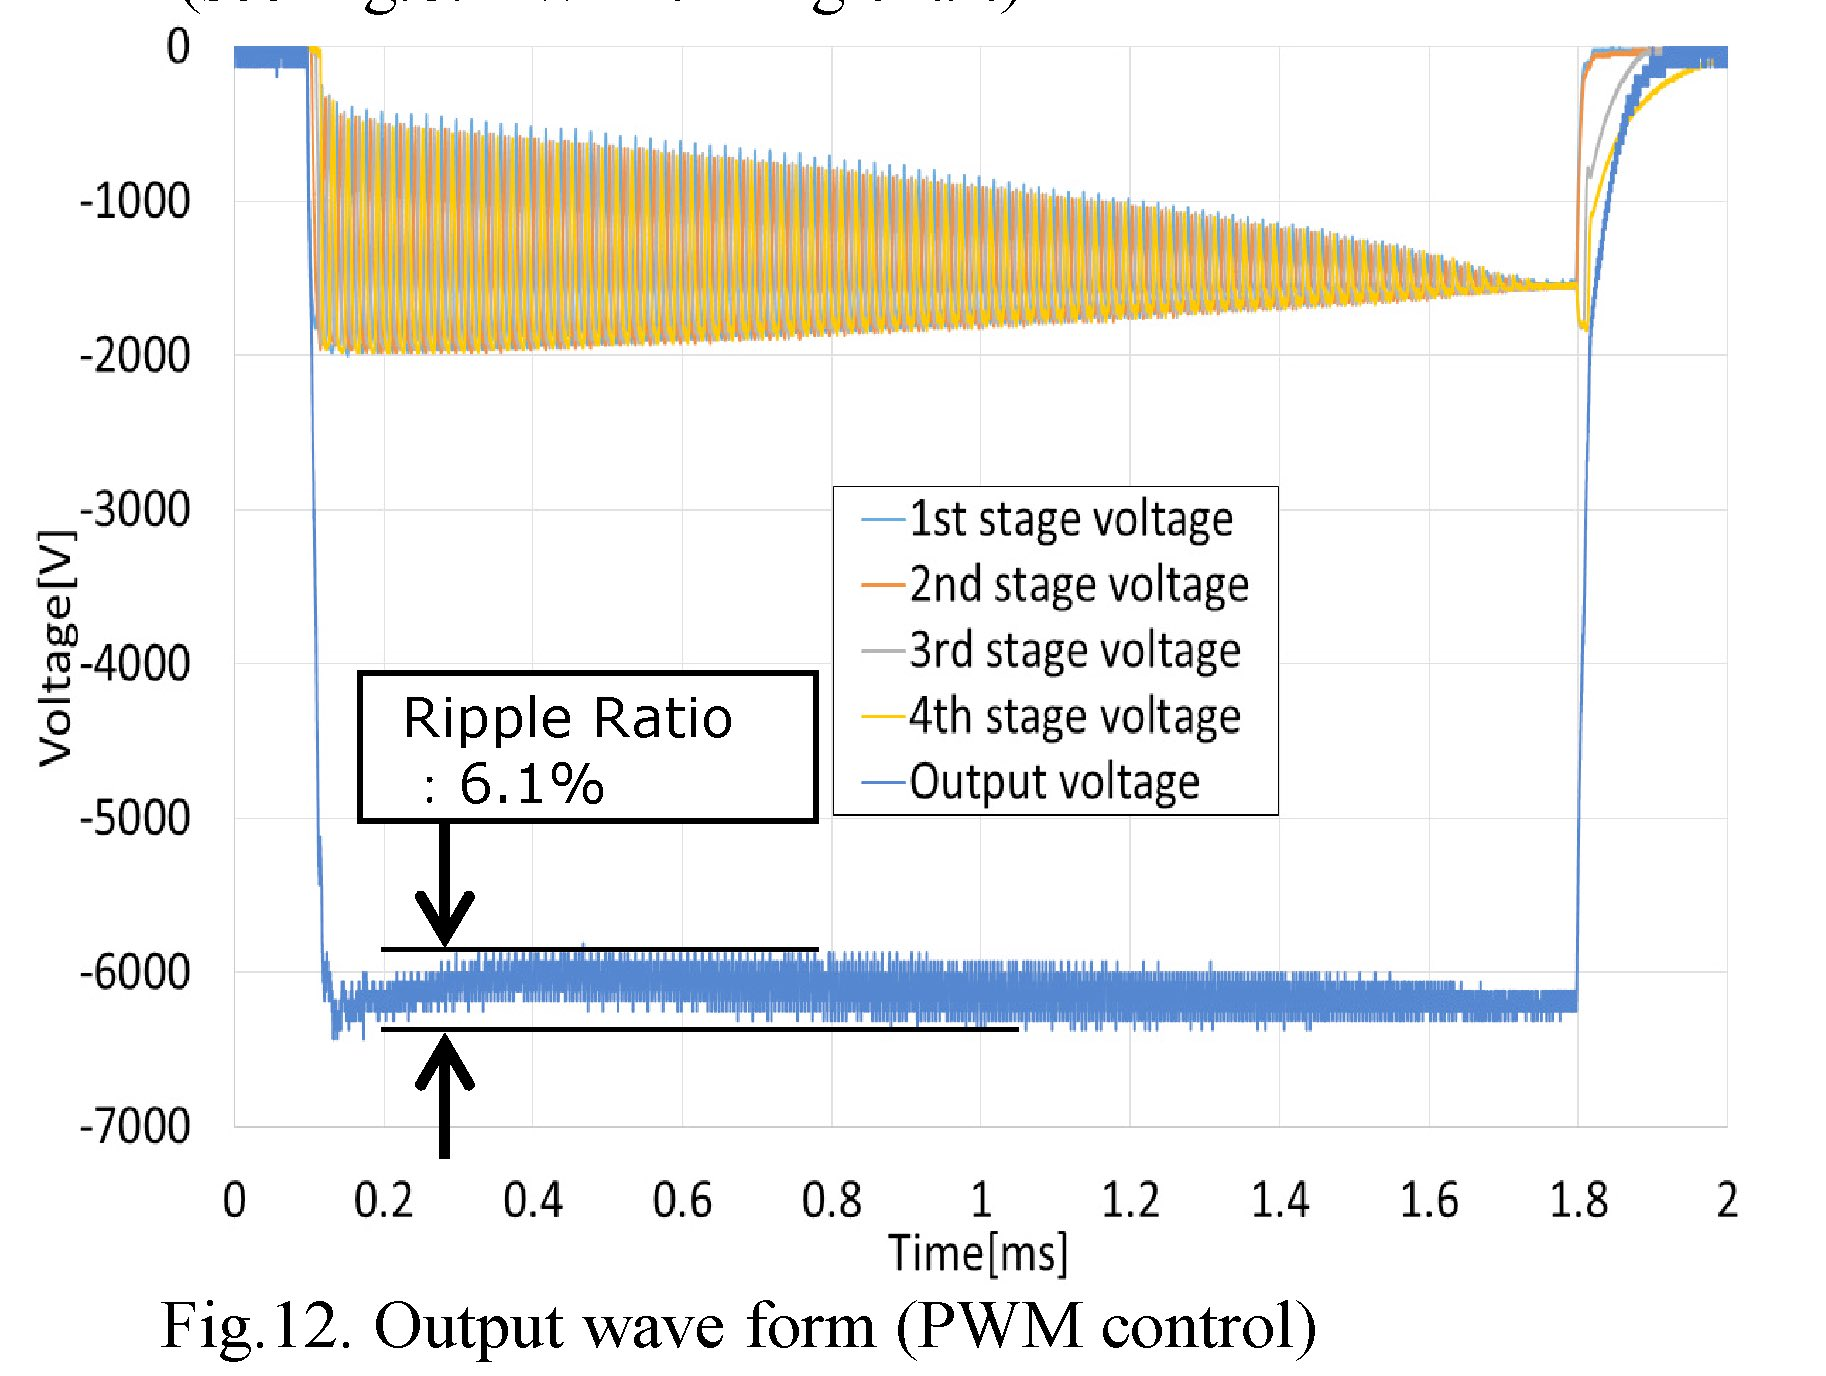 0
-1000
-2000
-3000
-4000
-5000
-6000
-7000
Voltage[V]
1st stage voltage
2nd stage voltage
3rd stage voltage
4th stage voltage
Output voltage
Ripple Ratio
: 6.1%
0 0.2 0.4 0.6 0.8 1 1.2 1.4 1.6 1.8 2
Time[ms]
Fig.12. Output wave form (PWM control)